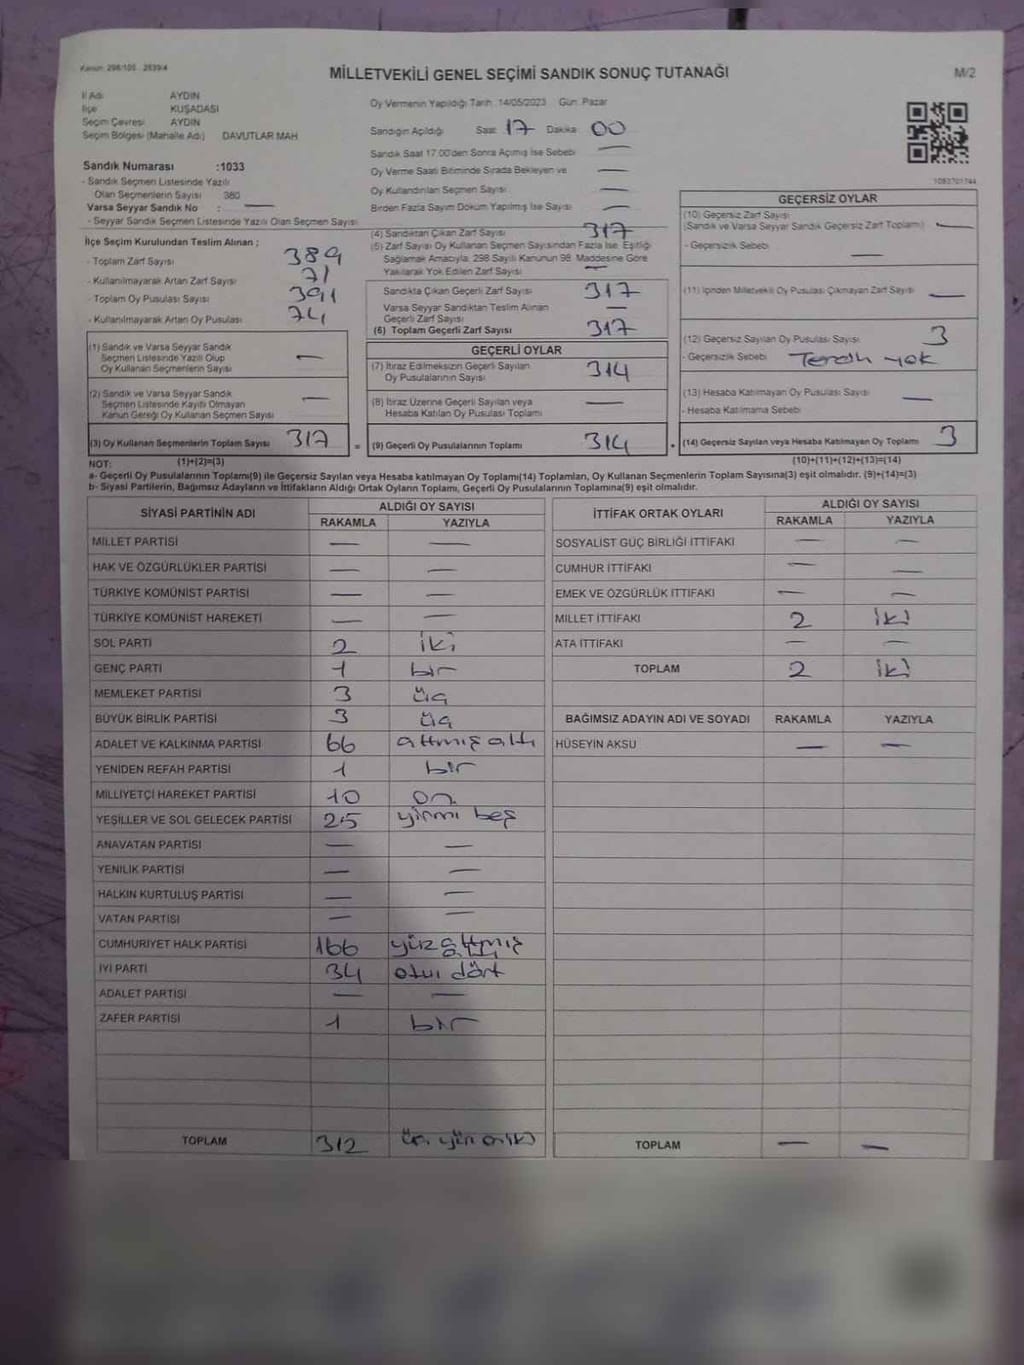 Kanun: 298/105 2839/4
MİLLETVEKİLİ GENEL SEÇİMİ SANDIK SONUÇ TUTANAĞI
M/2
İl Adı AYDIN
İlçe KUŞADASI
Seçim Çevresi AYDIN
Seçim Bölgesi (Mahalle Adı) DAVUTLAR MAH
Sandık Numarası :1033
- Sandık Seçmen Listesinde Yazılı
Olan Seçmenlerin Sayısı 380
Varsa Seyyar Sandık No : —
- Seyyar Sandık Seçmen Listesinde Yazılı Olan Seçmen Sayısı
İlçe Seçim Kurulundan Teslim Alınan ;
- Toplam Zarf Sayısı 389
- Kullanılmayarak Artan Zarf Sayısı 71
- Toplam Oy Pusulası Sayısı 391
- Kullanılmayarak Artan Oy Pusulası 74
Oy Vermenin Yapıldığı Tarih: 14/05/2023 Gün: Pazar
Sandığın Açıldığı Saat 17 Dakika 00
Sandık Saat 17.00'den Sonra Açılmış İse Sebebi —
Oy Verme Saati Bitiminde Sırada Bekleyen ve —
Oy Kullandırılan Seçmen Sayısı —
Birden Fazla Sayım Döküm Yapılmış İse Sayısı —
(4) Sandıktan Çıkan Zarf Sayısı 317
(5) Zarf Sayısı Oy Kullanan Seçmen Sayısından Fazla İse, Eşitliği
Sağlamak Amacıyla, 298 Sayılı Kanunun 98. Maddesine Göre
Yakılarak Yok Edilen Zarf Sayısı —
Sandıkta Çıkan Geçerli Zarf Sayısı 317
Varsa Seyyar Sandıktan Teslim Alınan
Geçerli Zarf Sayısı —
(6) Toplam Geçerli Zarf Sayısı 317
1093701744
GEÇERSİZ OYLAR
(10) Geçersiz Zarf Sayısı
(Sandık ve Varsa Seyyar Sandık Geçersiz Zarf Toplamı) —
- Geçersizlik Sebebi —
(11) İçinden Milletvekili Oy Pusulası Çıkmayan Zarf Sayısı —
(12) Geçersiz Sayılan Oy Pusulası Sayısı 3
- Geçersizlik Sebebi Tercih yok
(13) Hesaba Katılmayan Oy Pusulası —
- Hesaba Katılmama Sebebi
(14) Geçersiz Sayılan veya Hesaba Katılmayan Oy Toplamı 3
(10)+(11)+(12)+(13)=(14)
(1) Sandık ve Varsa Seyyar Sandık
Seçmen Listesinde Yazılı Olup
Oy Kullanan Seçmenlerin Sayısı —
(2) Sandık ve Varsa Seyyar Sandık
Seçmen Listesinde Kayıtlı Olmayan
Kanun Gereği Oy Kullanan Seçmen Sayısı —
(3) Oy Kullanan Seçmenlerin Toplam Sayısı 317 =
(1)+(2)=(3)
GEÇERLİ OYLAR
(7) İtiraz Edilmeksizin Geçerli Sayılan
Oy Pusulalarının Sayısı 314
(8) İtiraz Üzerine Geçerli Sayılan veya
Hesaba Katılan Oy Pusulası Toplamı —
(9) Geçerli Oy Pusulalarının Toplamı 314 +
NOT:
a- Geçerli Oy Pusulalarının Toplamı(9) ile Geçersiz Sayılan veya Hesaba katılmayan Oy Toplamı(14) Toplamları, Oy Kullanan Seçmenlerin Toplam Sayısına(3) eşit olmalıdır. (9)+(14)=(3)
b- Siyasi Partilerin, Bağımsız Adayların ve İttifakların Aldığı Ortak Oyların Toplamı, Geçerli Oy Pusulalarının Toplamına(9) eşit olmalıdır.
SİYASİ PARTİNİN ADI ALDIĞI OY SAYISI
RAKAMLA YAZIYLA
MİLLET PARTİSİ — —
HAK VE ÖZGÜRLÜKLER PARTİSİ — —
TÜRKİYE KOMÜNİST PARTİSİ — —
TÜRKİYE KOMÜNİST HAREKETİ — —
SOL PARTİ 2 iki
GENÇ PARTİ 1 bir
MEMLEKET PARTİSİ 3 üç
BÜYÜK BİRLİK PARTİSİ 3 üç
ADALET VE KALKINMA PARTİSİ 66 altmış altı
YENİDEN REFAH PARTİSİ 1 bir
MİLLİYETÇİ HAREKET PARTİSİ 10 on
YEŞİLLER VE SOL GELECEK PARTİSİ 25 yirmi beş
ANAVATAN PARTİSİ — —
YENİLİK PARTİSİ — —
HALKIN KURTULUŞ PARTİSİ — —
VATAN PARTİSİ — —
CUMHURİYET HALK PARTİSİ 166 yüz altmış
İYİ PARTİ 34 otuz dört
ADALET PARTİSİ — —
ZAFER PARTİSİ 1 bir
TOPLAM 312 üç yüz oniki
İTTİFAK ORTAK OYLARI ALDIĞI OY SAYISI
RAKAMLA YAZIYLA
SOSYALİST GÜÇ BİRLİĞİ İTTİFAKI — —
CUMHUR İTTİFAKI — —
EMEK VE ÖZGÜRLÜK İTTİFAKI — —
MİLLET İTTİFAKI 2 iki
ATA İTTİFAKI — —
TOPLAM 2 iki
BAĞIMSIZ ADAYIN ADI VE SOYADI RAKAMLA YAZIYLA
HÜSEYİN AKSU — —
TOPLAM — —